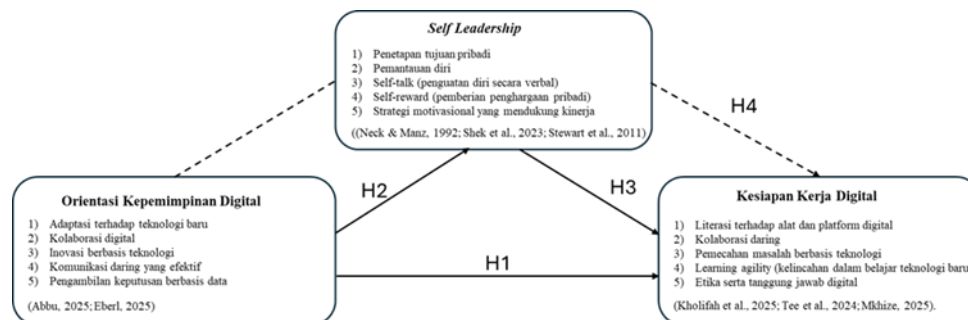 Self Leadership
1) Penetapan tujuan pribadi
2) Pemantauan diri
3) Self-talk (penguatan diri secara verbal)
4) Self-reward (pemberian penghargaan pribadi)
5) Strategi motivasional yang mendukung kinerja
((Neck & Manz, 1992; Shek et al., 2023; Stewart et al., 2011)
H4
H2
H3
Orientasi Kepemimpinan Digital
1) Adaptasi terhadap teknologi baru
2) Kolaborasi digital
3) Inovasi berbasis teknologi
4) Komunikasi daring yang efektif
5) Pengambilan keputusan berbasis data
(Abbu, 2025; Eberl, 2025)
H1
Kesiapan Kerja Digital
1) Literasi terhadap alat dan platform digital
2) Kolaborasi daring
3) Pemecahan masalah berbasis teknologi
4) Learning agility (kelincahan dalam belajar teknologi baru
5) Etika serta tanggung jawab digital
(Kholifah et al., 2025; Tee et al., 2024; Mkhize, 2025).